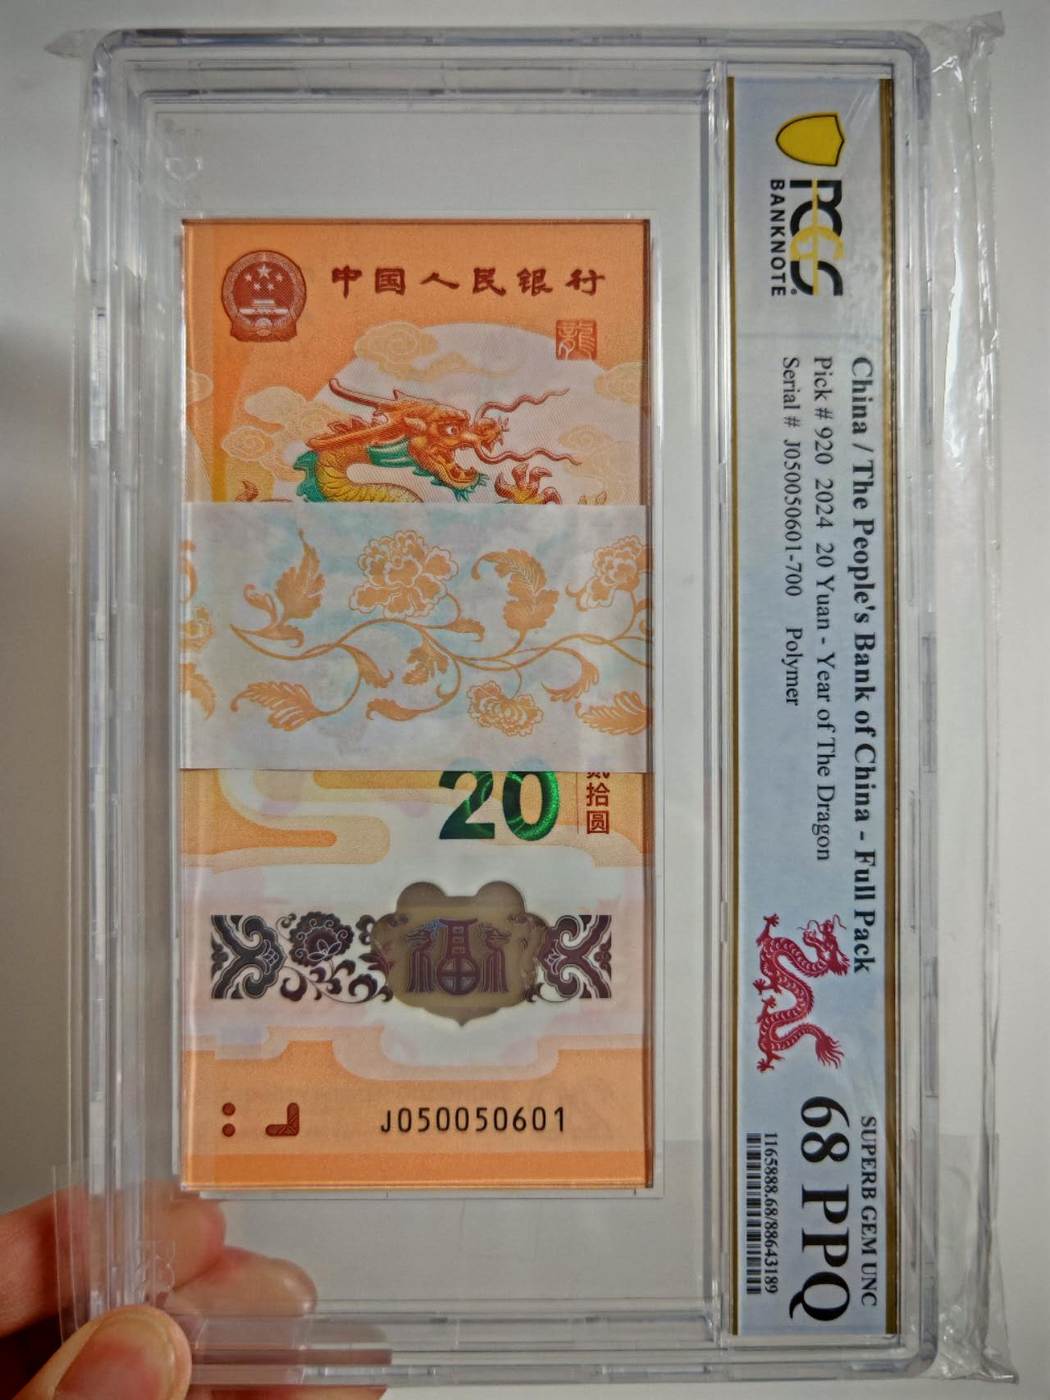 中国人民银行
龍
20
贰拾圆
福
J050050601
PCGS
BANKNOTE
China / The People's Bank of China - Full Pack
Pick # 920 2024 20 Yuan - Year of The Dragon
Serial # J050050601-700 Polymer
SUPERB GEM UNC
68 PPQ
1165888.68/88643189